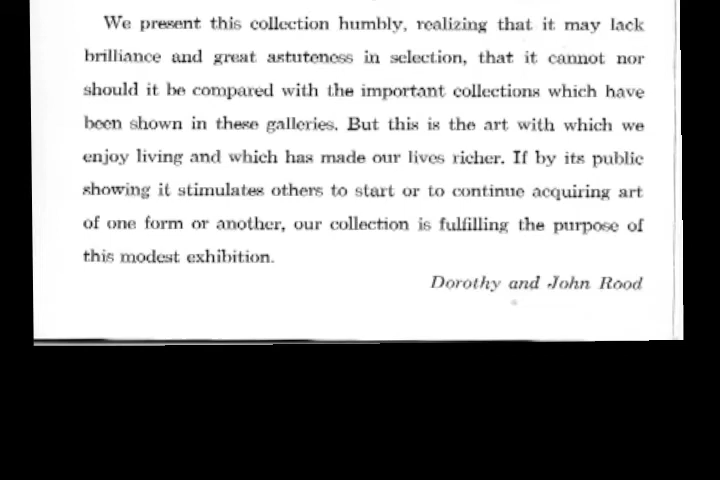 We present this collection humbly, realizing that it may lack
brilliance and great astuteness in selection, that it cannot nor
should it be compared with the important collections which have
been shown in these galleries. But this is the art with which we
enjoy living and which has made our lives richer. If by its public
showing it stimulates others to start or to continue acquiring art
of one form or another, our collection is fulfilling the purpose of
this modest exhibition.
Dorothy and John Rood